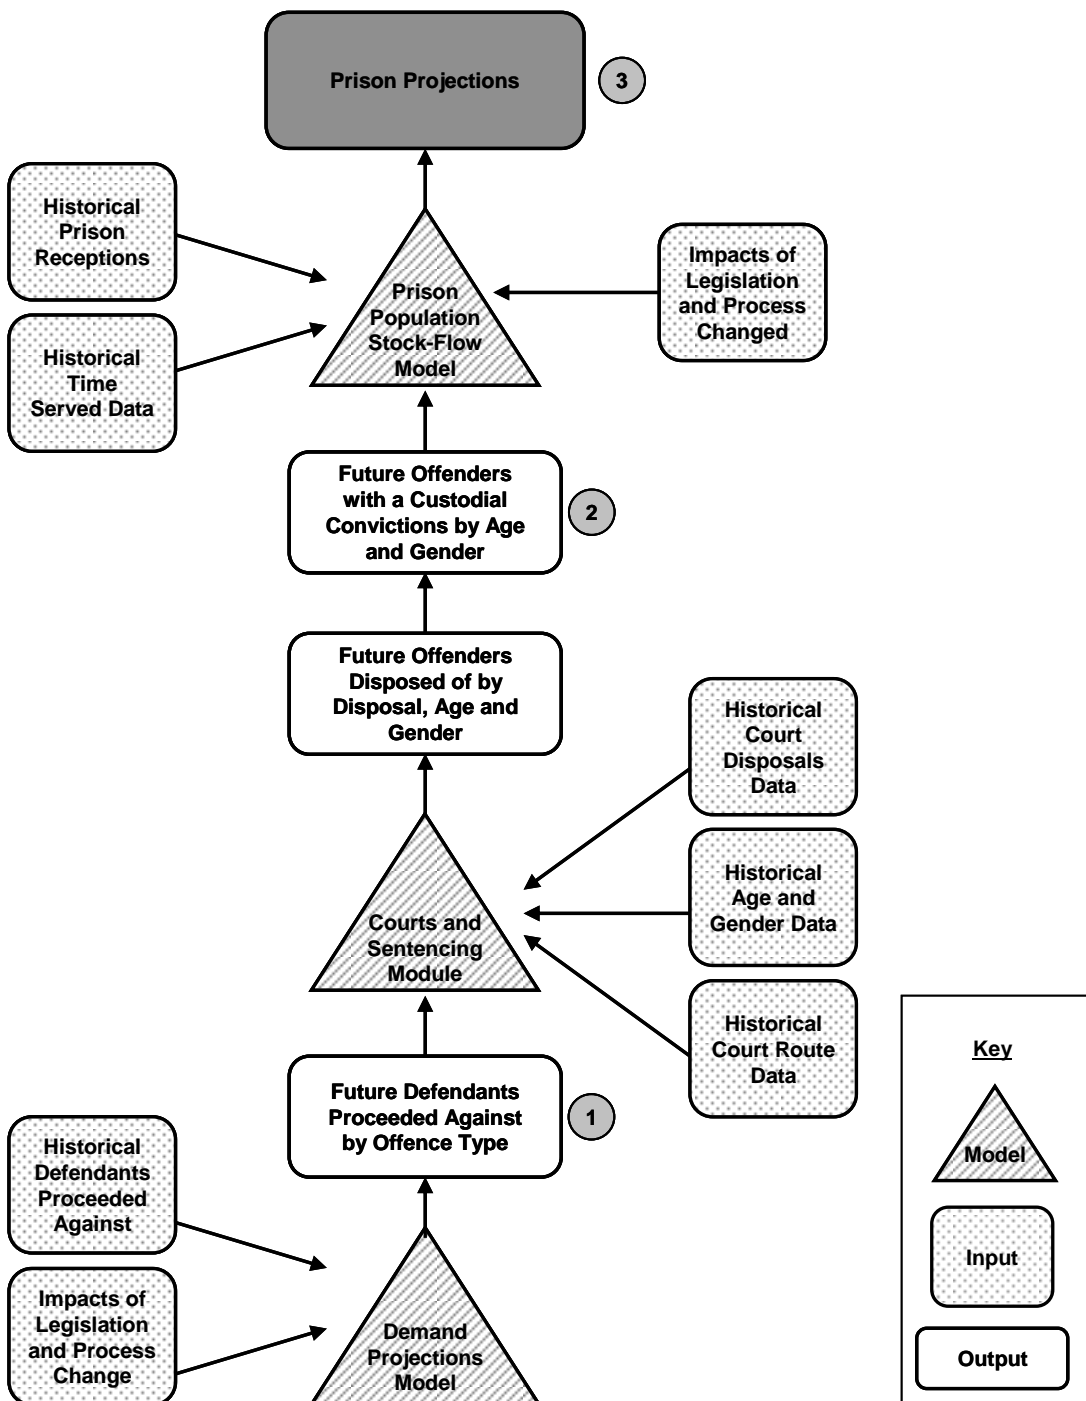 Prison Projections
3
Historical
Prison
Receptions
Impacts of
Legislation
and Process
Changed
Prison
Population
Stock-Flow
Model
Historical
Time
Served Data
Future Offenders
with a Custodial
Convictions by Age
and Gender
2
Future Offenders
Disposed of by
Disposal, Age and
Gender
Historical
Court
Disposals
Data
Historical
Age and
Gender Data
Courts and
Sentencing
Module
Historical
Court Route
Data
Future Defendants
Proceeded Against
by Offence Type
1
Historical
Defendants
Proceeded
Against
Impacts of
Legislation
and Process
Change
Demand
Projections
Model
Key
Model
Input
Output